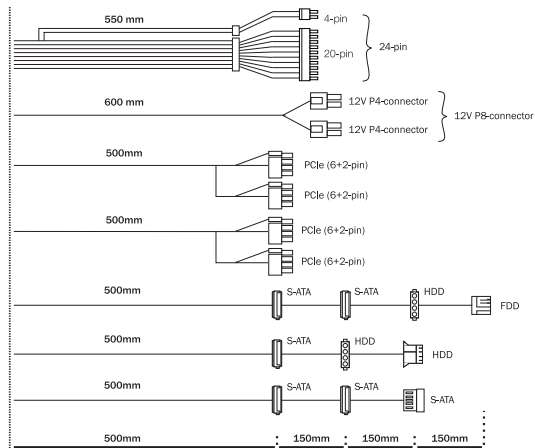 550 mm
4-pin
20-pin
24-pin
600 mm
12V P4-connector
12V P4-connector
12V P8-connector
500mm
PCIe (6+2-pin)
PCIe (6+2-pin)
500mm
PCIe (6+2-pin)
PCIe (6+2-pin)
500mm
S-ATA
S-ATA
HDD
FDD
500mm
S-ATA
HDD
HDD
500mm
S-ATA
S-ATA
S-ATA
500mm
150mm
150mm
150mm